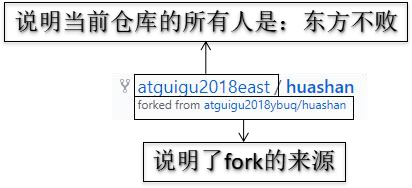 说明当前仓库的所有人是：东方不败
atguigu2018east / huashan
forked from atguigu2018ybuq/huashan
说明了fork的来源